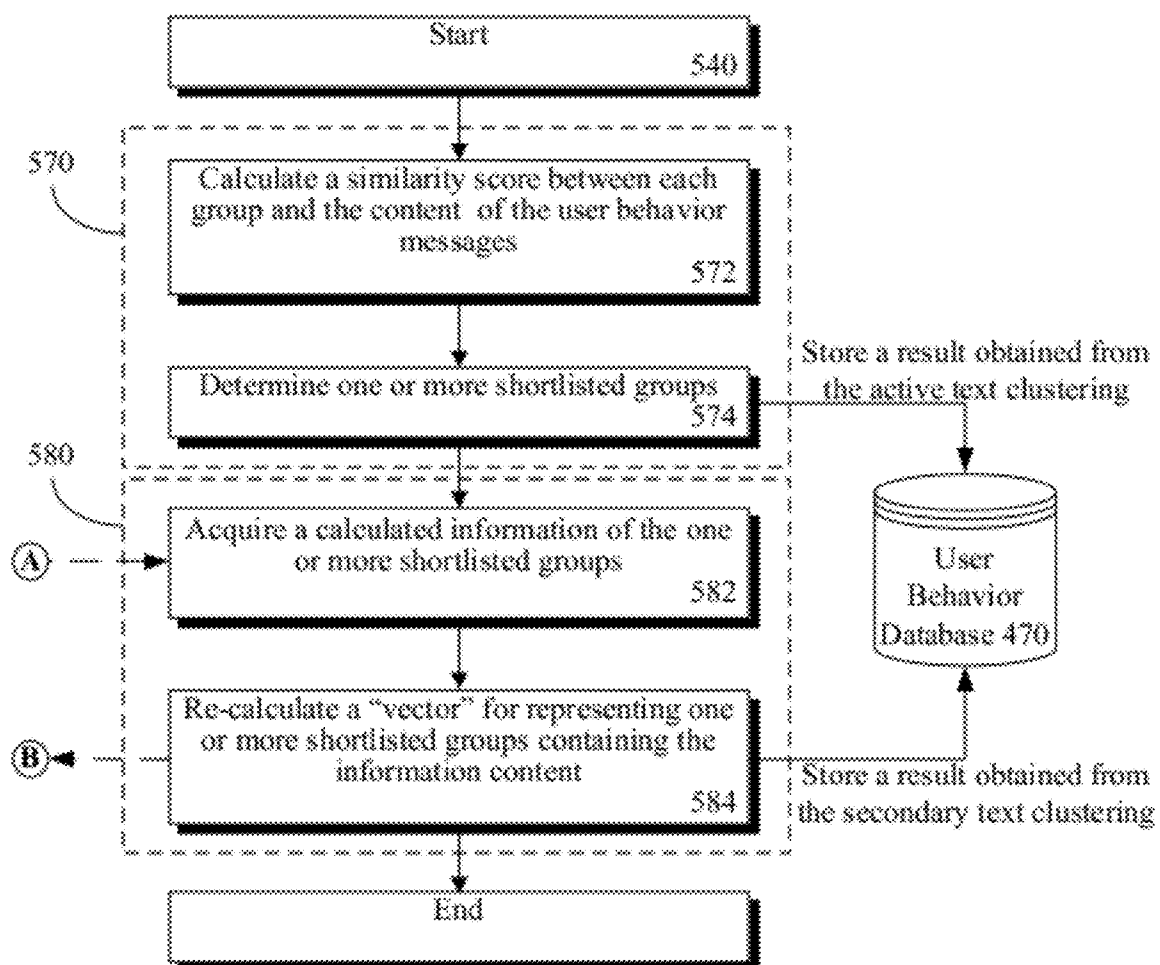 Start
540
570
Calculate a similarity score between each
group and the content of the user behavior
messages
572
Determine one or more shortlisted groups
574
Store a result obtained from
the active text clustering
580
Acquire a calculated information of the one
or more shortlisted groups
582
A
User
Behavior
Database 470
Re-calculate a “vector” for representing one
or more shortlisted groups containing the
information content
584
B
Store a result obtained from
the secondary text clustering
End